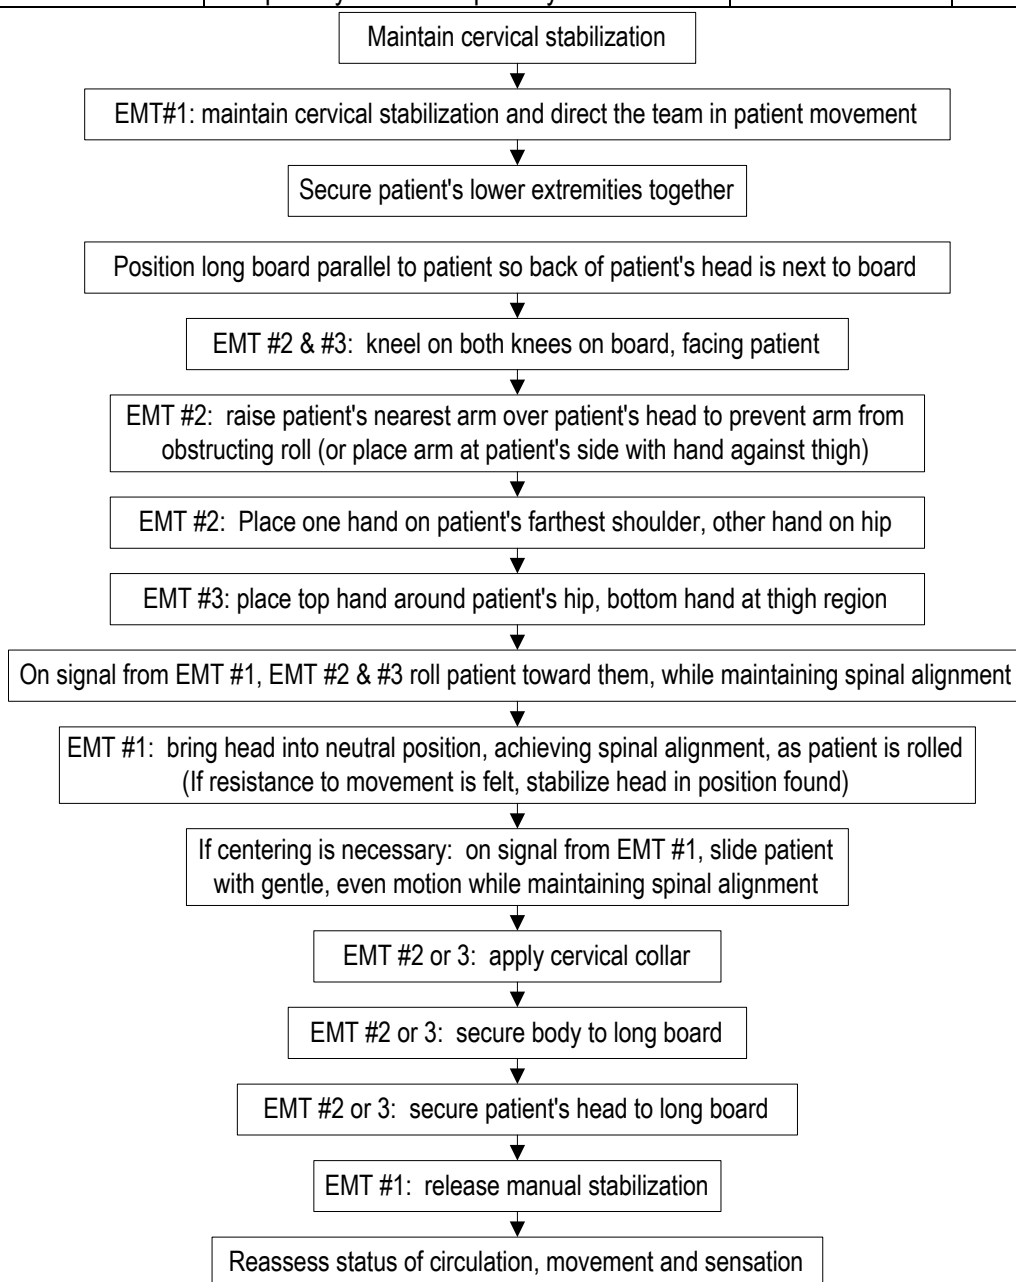 Maintain cervical stabilization
EMT#1: maintain cervical stabilization and direct the team in patient movement
Secure patient's lower extremities together
Position long board parallel to patient so back of patient's head is next to board
EMT #2 & #3: kneel on both knees on board, facing patient
EMT #2: raise patient's nearest arm over patient's head to prevent arm from
obstructing roll (or place arm at patient's side with hand against thigh)
EMT #2: Place one hand on patient's farthest shoulder, other hand on hip
EMT #3: place top hand around patient's hip, bottom hand at thigh region
On signal from EMT #1, EMT #2 & #3 roll patient toward them, while maintaining spinal alignment
EMT #1: bring head into neutral position, achieving spinal alignment, as patient is rolled
(If resistance to movement is felt, stabilize head in position found)
If centering is necessary: on signal from EMT #1, slide patient
with gentle, even motion while maintaining spinal alignment
EMT #2 or 3: apply cervical collar
EMT #2 or 3: secure body to long board
EMT #2 or 3: secure patient's head to long board
EMT #1: release manual stabilization
Reassess status of circulation, movement and sensation